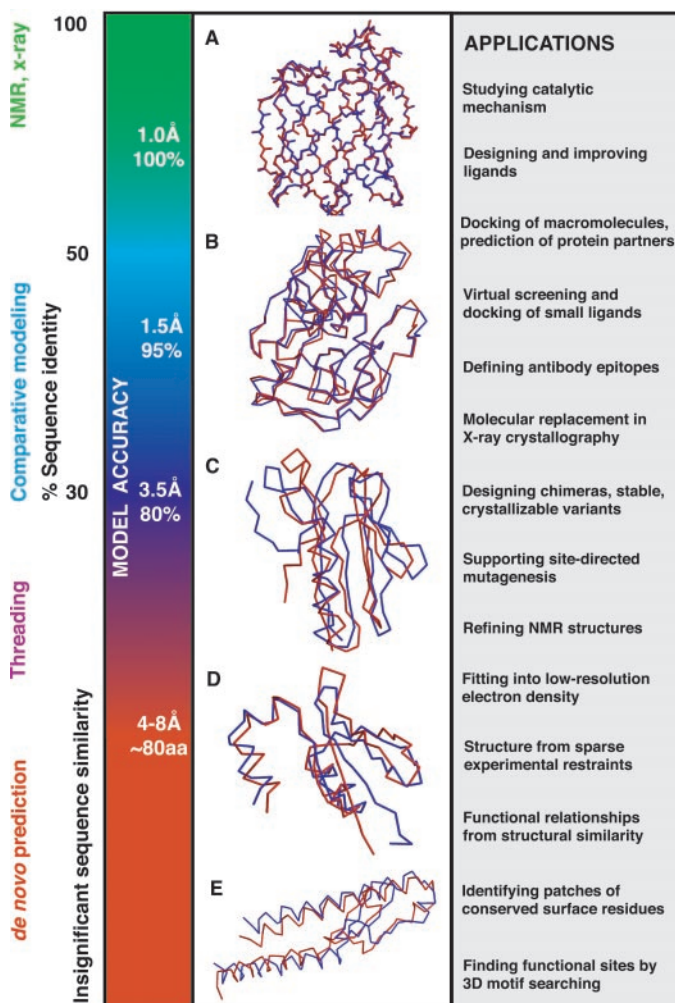 NMR, x-ray
Comparative modeling
Threading
de novo prediction
% Sequence identity
Insignificant sequence similarity
100
50
30
MODEL ACCURACY
1.0Å
100%
1.5Å
95%
3.5Å
80%
4-8Å
~80aa
A
B
C
D
E
APPLICATIONS
Studying catalytic
mechanism
Designing and improving
ligands
Docking of macromolecules,
prediction of protein partners
Virtual screening and
docking of small ligands
Defining antibody epitopes
Molecular replacement in
X-ray crystallography
Designing chimeras, stable,
crystallizable variants
Supporting site-directed
mutagenesis
Refining NMR structures
Fitting into low-resolution
electron density
Structure from sparse
experimental restraints
Functional relationships
from structural similarity
Identifying patches of
conserved surface residues
Finding functional sites by
3D motif searching